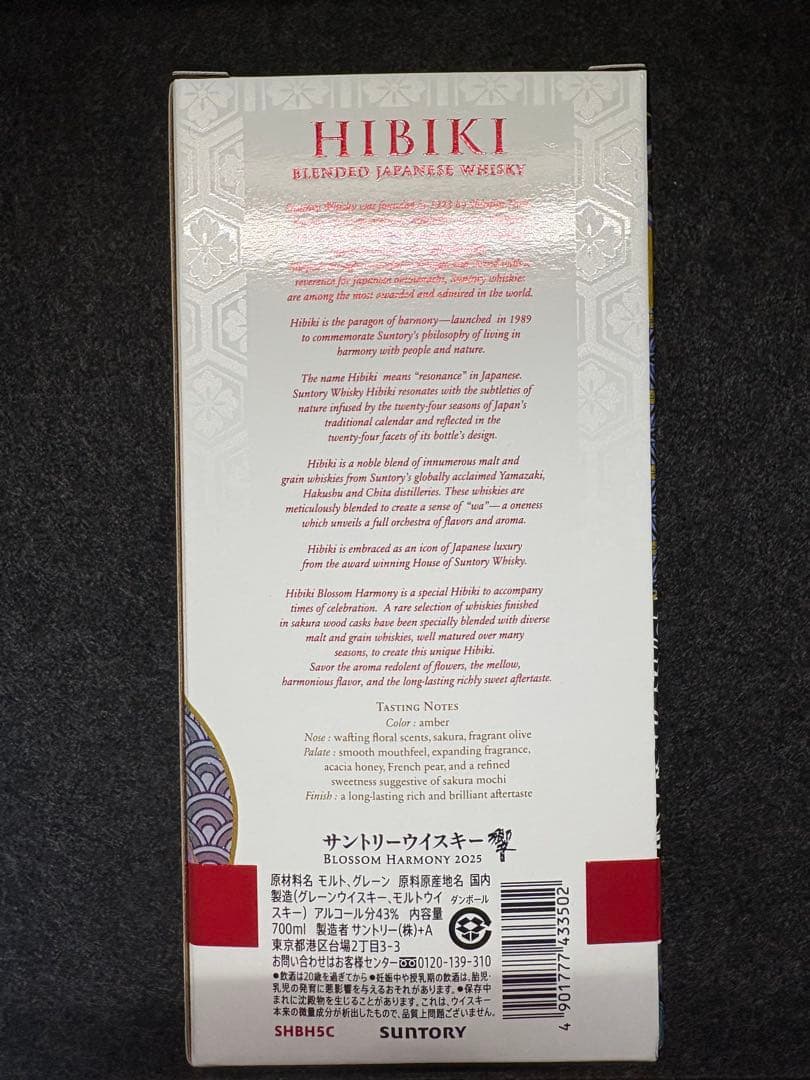 HIBIKI
BLENDED JAPANESE WHISKY
Suntory Whisky was founded in 1923 by Shinjiro Torii
reverence for Japanese Suntory whiskies
are among the most awarded and admired in the world.
Hibiki is the paragon of harmony—launched in 1989
to commemorate Suntory's philosophy of living in
harmony with people and nature.
The name Hibiki means "resonance" in Japanese.
Suntory Whisky Hibiki resonates with the subtleties of
nature infused by the twenty-four seasons of Japan's
traditional calendar and reflected in the
twenty-four facets of its bottle's design.
Hibiki is a noble blend of innumerous malt and
grain whiskies from Suntory's globally acclaimed Yamazaki,
Hakushu and Chita distilleries. These whiskies are
meticulously blended to create a sense of "wa"—a oneness
which unveils a full orchestra of flavors and aroma.
Hibiki is embraced as an icon of Japanese luxury
from the award winning House of Suntory Whisky.
Hibiki Blossom Harmony is a special Hibiki to accompany
times of celebration. A rare selection of whiskies finished
in sakura wood casks have been specially blended with diverse
malt and grain whiskies, well matured over many
seasons, to create this unique Hibiki.
Savor the aroma redolent of flowers, the mellow,
harmonious flavor, and the long-lasting richly sweet aftertaste.
TASTING NOTES
Color : amber
Nose : wafting floral scents, sakura, fragrant olive
Palate : smooth mouthfeel, expanding fragrance,
acacia honey, French pear, and a refined
sweetness suggestive of sakura mochi
Finish : a long-lasting rich and brilliant aftertaste
サントリーウイスキー 響
BLOSSOM HARMONY 2025
原材料名 モルト、グレーン 原料原産地名 国内
製造(グレーンウイスキー、モルトウイ
スキー) アルコール分43% 内容量
700ml 製造者 サントリー(株)+A
東京都港区台場2丁目3-3
お問い合わせはお客様センター 0120-139-310
●飲酒は20歳を過ぎてから●妊娠中や授乳期の飲酒は、胎児・
乳児の発育に悪影響を与えるおそれがあります。●保存中
まれに沈殿物を生じることがあります。これは、ウイスキー
本来の微量成分が析出したもので、品質上問題ございません。
ダンボール
SHBH5C
SUNTORY
4 901777 433502